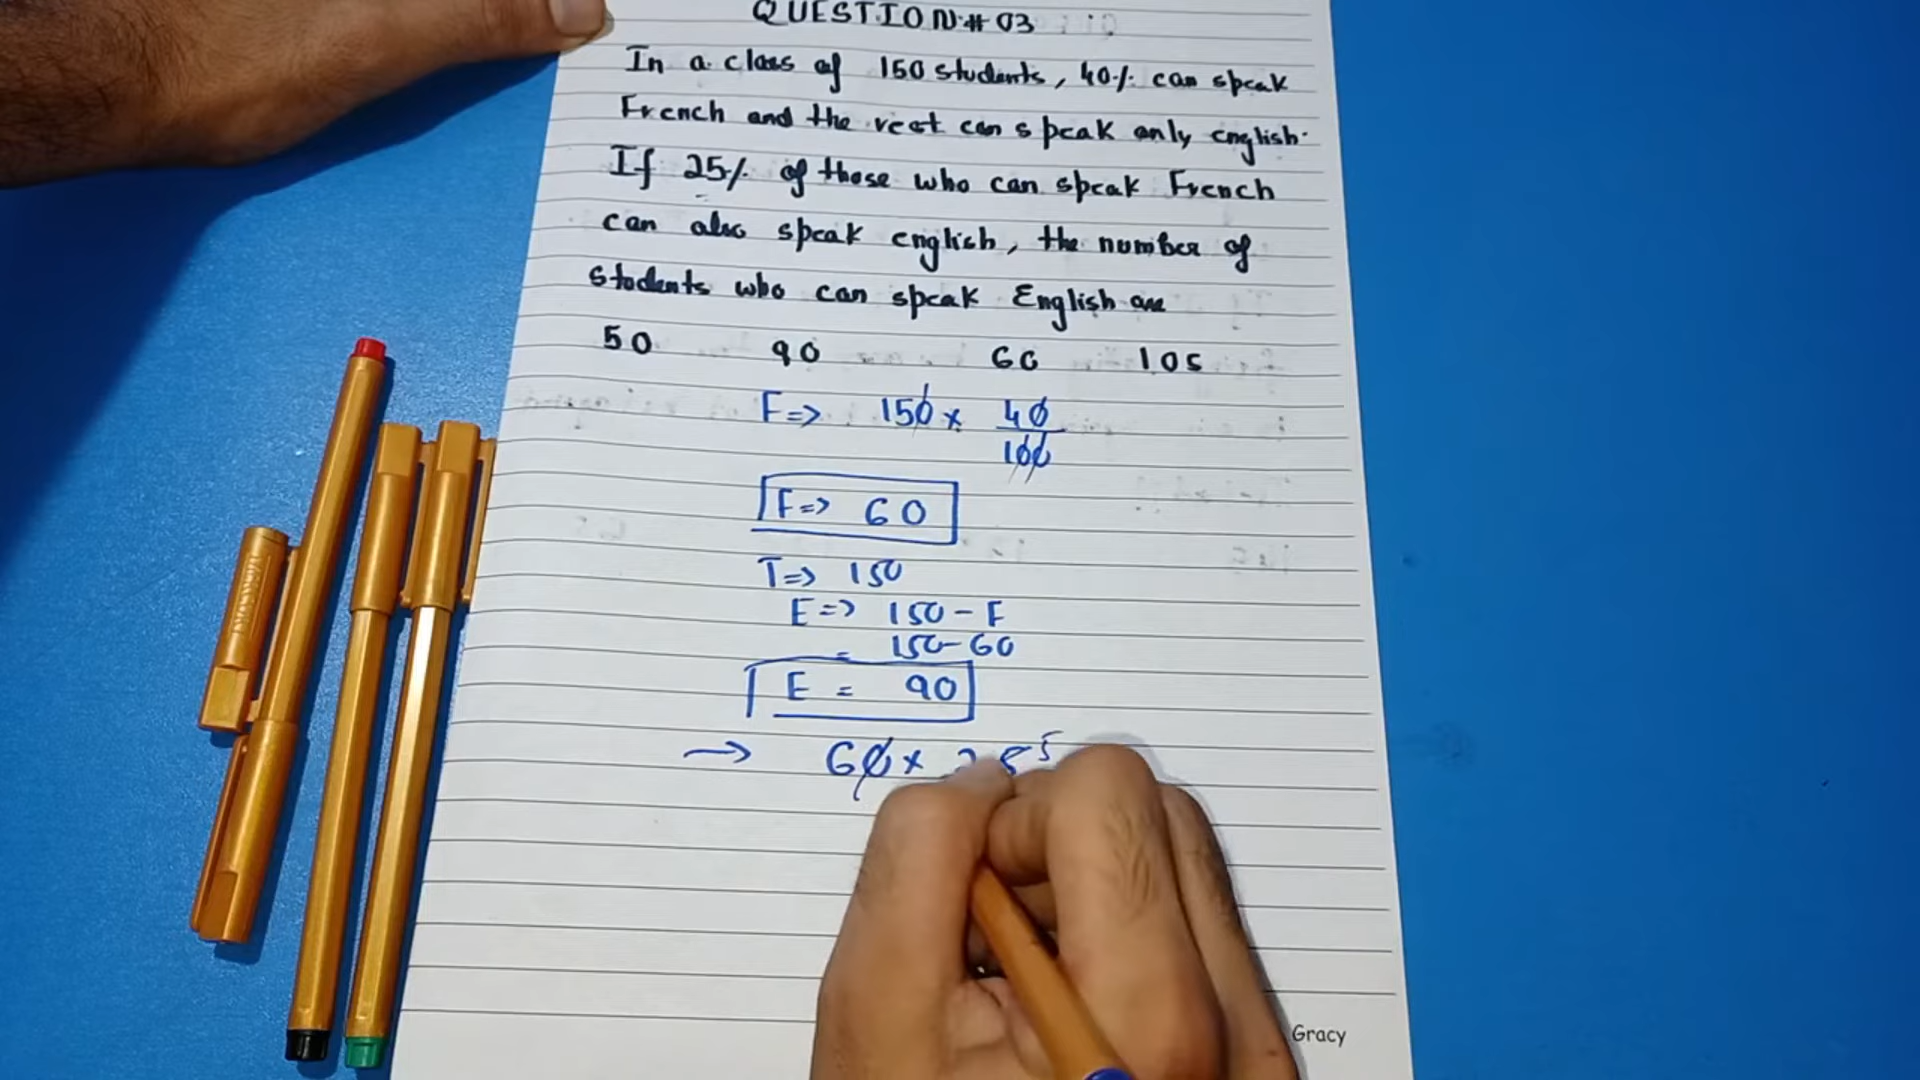 QUESTION # 03
In a class of 150 students, 40% can speak
French and the rest can speak only english.
If 25% of those who can speak French
can also speak english, the number of
students who can speak English are
50 90 60 105
F => 150 x 40
100
F => 60
T => 150
E => 150 - F
= 150-60
E = 90
→ 60 x 25 5
Gracy